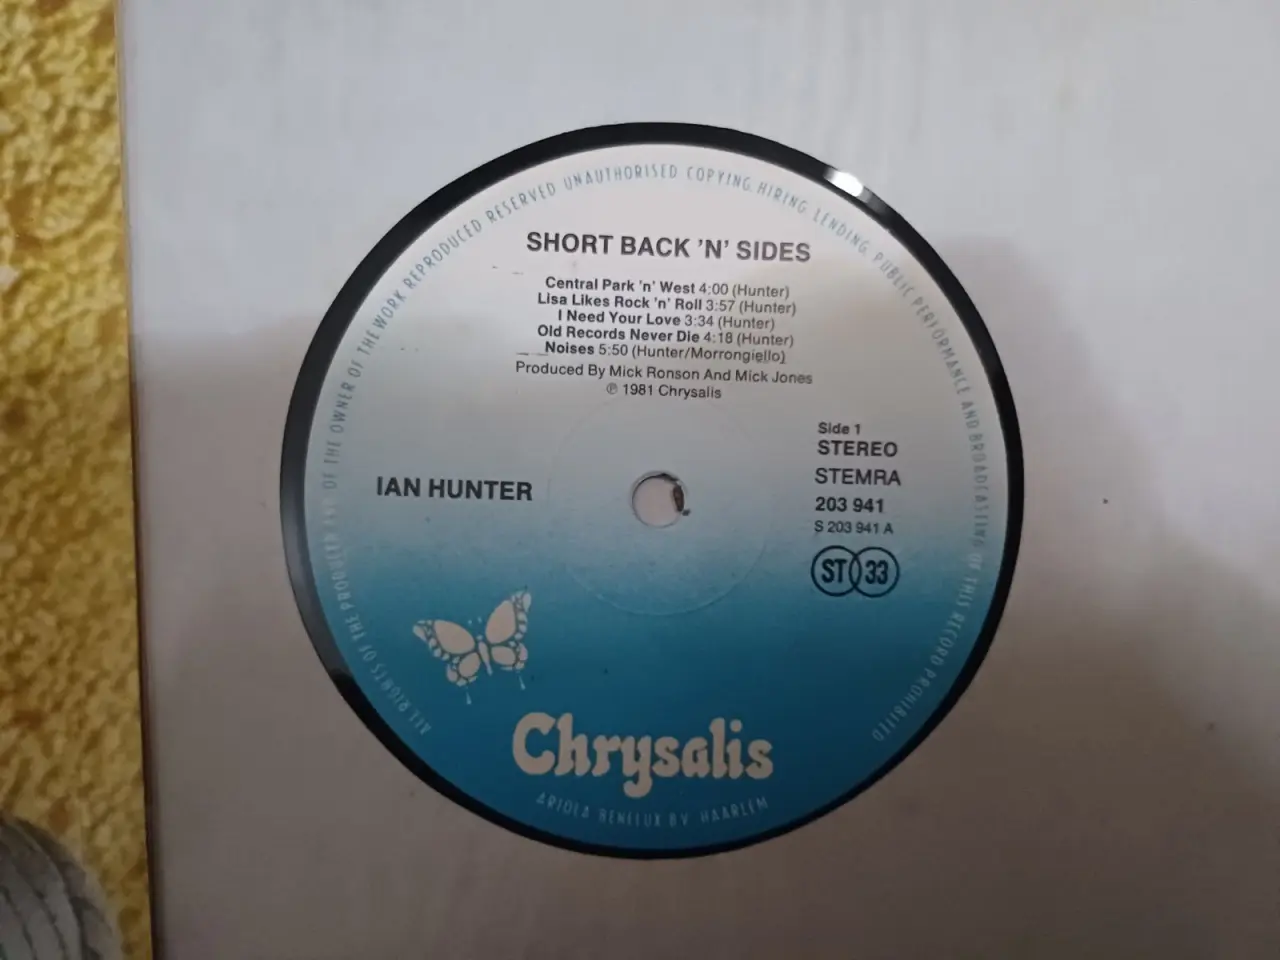 ALL RIGHTS OF THE PRODUCER AND OF THE OWNER OF THE WORK REPRODUCED RESERVED UNAUTHORISED COPYING, HIRING, LENDING, PUBLIC PERFORMANCE AND BROADCASTING OF THIS RECORD PROHIBITED
SHORT BACK 'N' SIDES
Central Park 'n' West 4:00 (Hunter)
Lisa Likes Rock 'n' Roll 3:57 (Hunter)
I Need Your Love 3:34 (Hunter)
Old Records Never Die 4:18 (Hunter)
Noises 5:50 (Hunter/Morrongiello)
Produced By Mick Ronson And Mick Jones
℗ 1981 Chrysalis
Side 1
STEREO
STEMRA
203 941
S 203 941 A
ST 33
IAN HUNTER
Chrysalis
ARIOLA BENELUX BV. HAARLEM